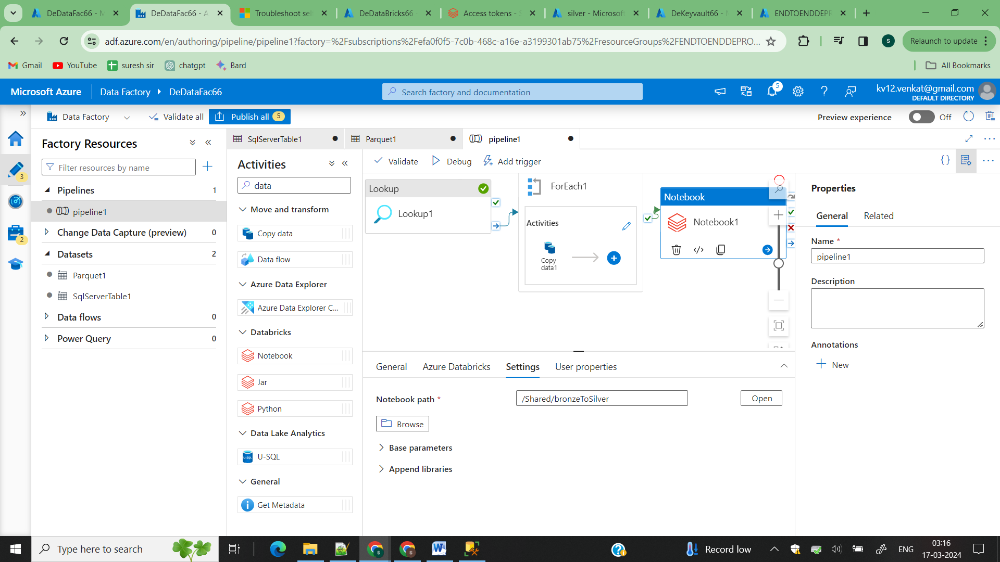 DeDataFac66 - M
DeDataFac66 - A
Troubleshoot sel
DeDataBricks66
Access tokens - S
silver - Microsoft
DeKeyvault66 - M
ENDTOENDDEPR
adf.azure.com/en/authoring/pipeline/pipeline1?factory=%2Fsubscriptions%2Fefa0f0f5-7c0b-468c-a16e-a3199301ab75%2FresourceGroups%2FENDTOENDDEPRO...
s
Relaunch to update
Gmail
YouTube
suresh sir
chatgpt
Bard
All Bookmarks
Microsoft Azure
Data Factory
DeDataFac66
Search factory and documentation
5
kv12.venkat@gmail.com
DEFAULT DIRECTORY
Data Factory
Validate all
Publish all 5
Preview experience
Off
Factory Resources
Filter resources by name
3
2
Pipelines 1
pipeline1
Change Data Capture (preview) 0
Datasets 2
Parquet1
SqlServerTable1
Data flows 0
Power Query 0
SqlServerTable1
Parquet1
pipeline1
Activities
data
Move and transform
Copy data
Data flow
Azure Data Explorer
Azure Data Explorer C...
Databricks
Notebook
Jar
Python
Data Lake Analytics
U-SQL
U-SQL
General
Get Metadata
Validate
Debug
Add trigger
Lookup
Lookup1
ForEach1
Activities
Copy
data1
Notebook
Notebook1
General
Azure Databricks
Settings
User properties
Notebook path *
/Shared/bronzeToSilver
Open
Browse
Base parameters
Append libraries
Properties
General
Related
Name *
pipeline1
Description
Annotations
New
Type here to search
Record low
ENG
03:16
17-03-2024